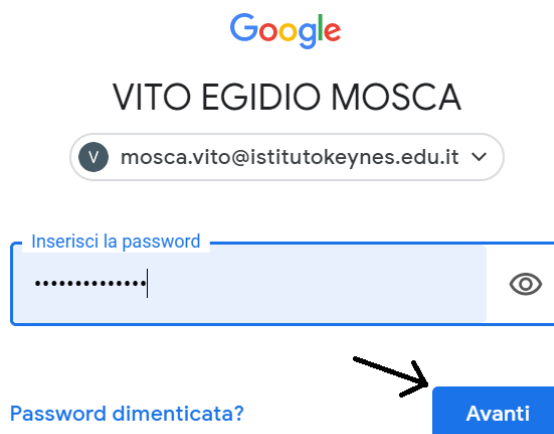 Google
VITO EGIDIO MOSCA
V mosca.vito@istitutokeynes.edu.it
Inserisci la password
••••••••••••••
Password dimenticata? Avanti